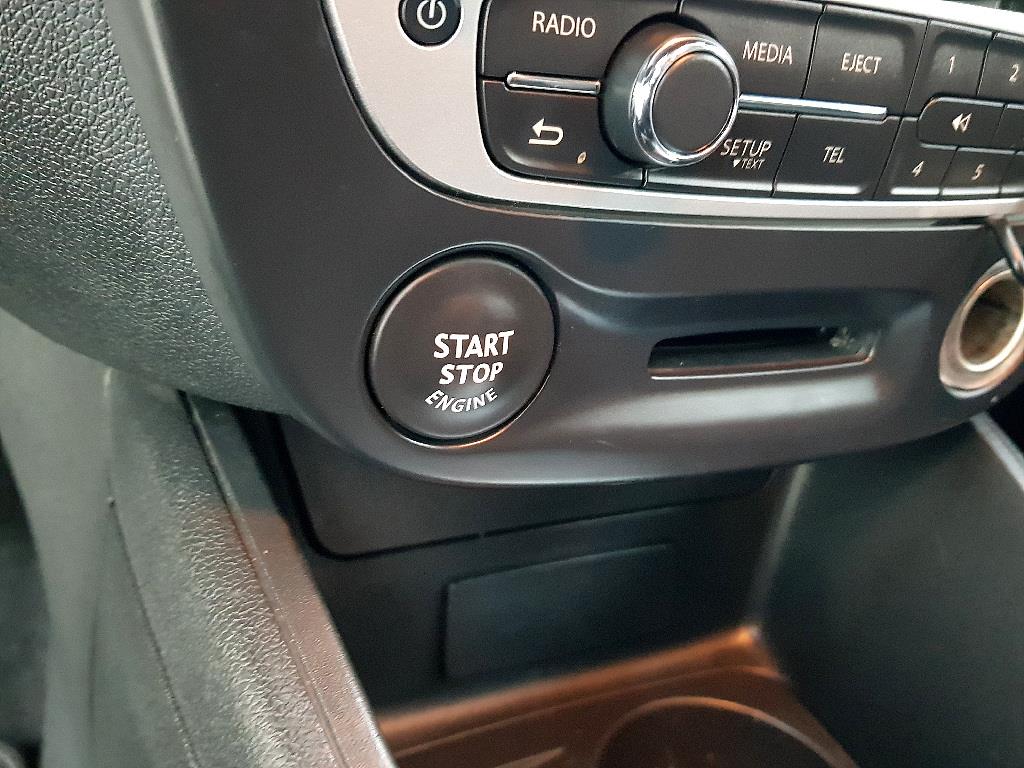 RADIO
MEDIA
EJECT
1
2
SETUP
▼TEXT
TEL
4
5
START
STOP
ENGINE